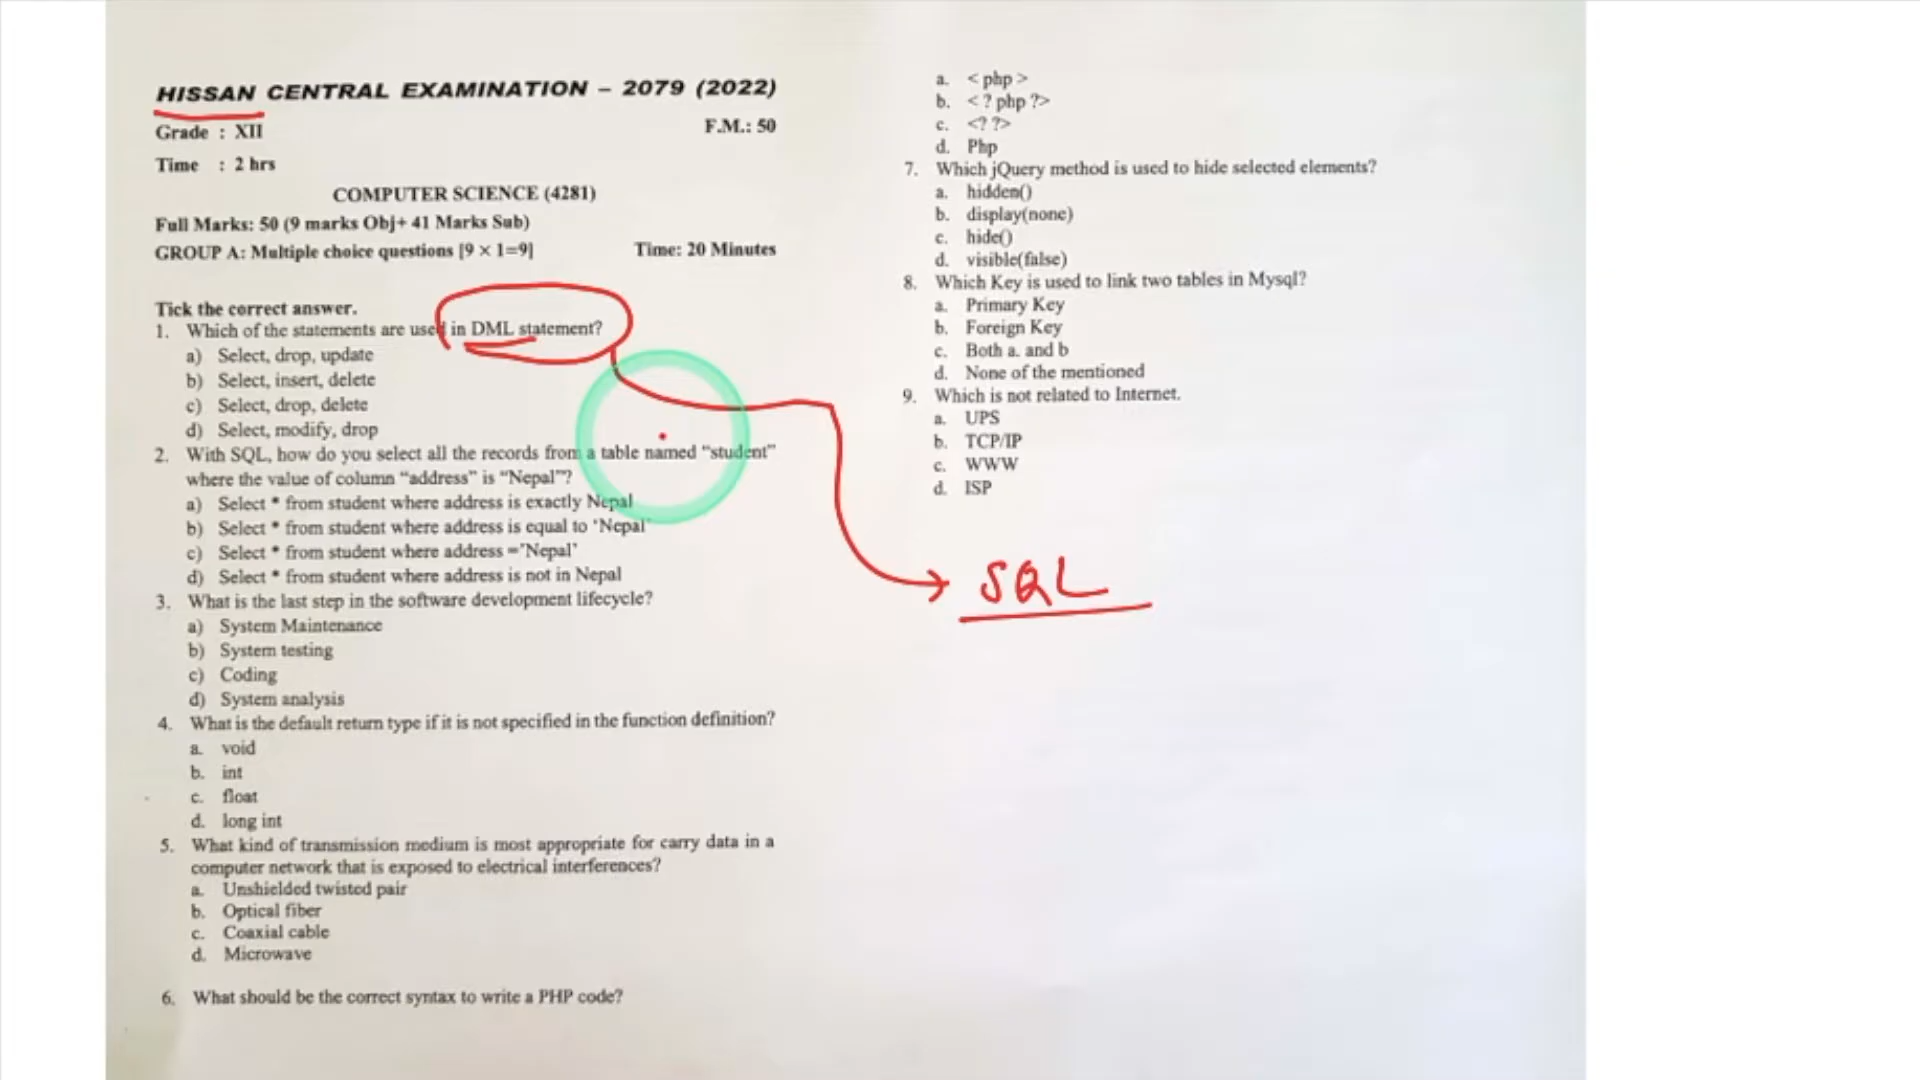 HISSAN CENTRAL EXAMINATION – 2079 (2022)
Grade : XII F.M.: 50
Time : 2 hrs
COMPUTER SCIENCE (4281)
Full Marks: 50 (9 marks Obj+ 41 Marks Sub)
GROUP A: Multiple choice questions [9 × 1=9] Time: 20 Minutes
Tick the correct answer.
1. Which of the statements are used in DML statement?
a) Select, drop, update
b) Select, insert, delete
c) Select, drop, delete
d) Select, modify, drop
2. With SQL, how do you select all the records from a table named “student”
where the value of column “address” is “Nepal”?
a) Select * from student where address is exactly Nepal
b) Select * from student where address is equal to ‘Nepal’
c) Select * from student where address =’Nepal’
d) Select * from student where address is not in Nepal
3. What is the last step in the software development lifecycle?
a) System Maintenance
b) System testing
c) Coding
d) System analysis
4. What is the default return type if it is not specified in the function definition?
a. void
b. int
c. float
d. long int
5. What kind of transmission medium is most appropriate for carry data in a
computer network that is exposed to electrical interferences?
a. Unshielded twisted pair
b. Optical fiber
c. Coaxial cable
d. Microwave
6. What should be the correct syntax to write a PHP code?
a. < php >
b. < ? php ?>
c. <? ?>
d. Php
7. Which jQuery method is used to hide selected elements?
a. hidden()
b. display(none)
c. hide()
d. visible(false)
8. Which Key is used to link two tables in Mysql?
a. Primary Key
b. Foreign Key
c. Both a. and b
d. None of the mentioned
9. Which is not related to Internet.
a. UPS
b. TCP/IP
c. WWW
d. ISP
SQL